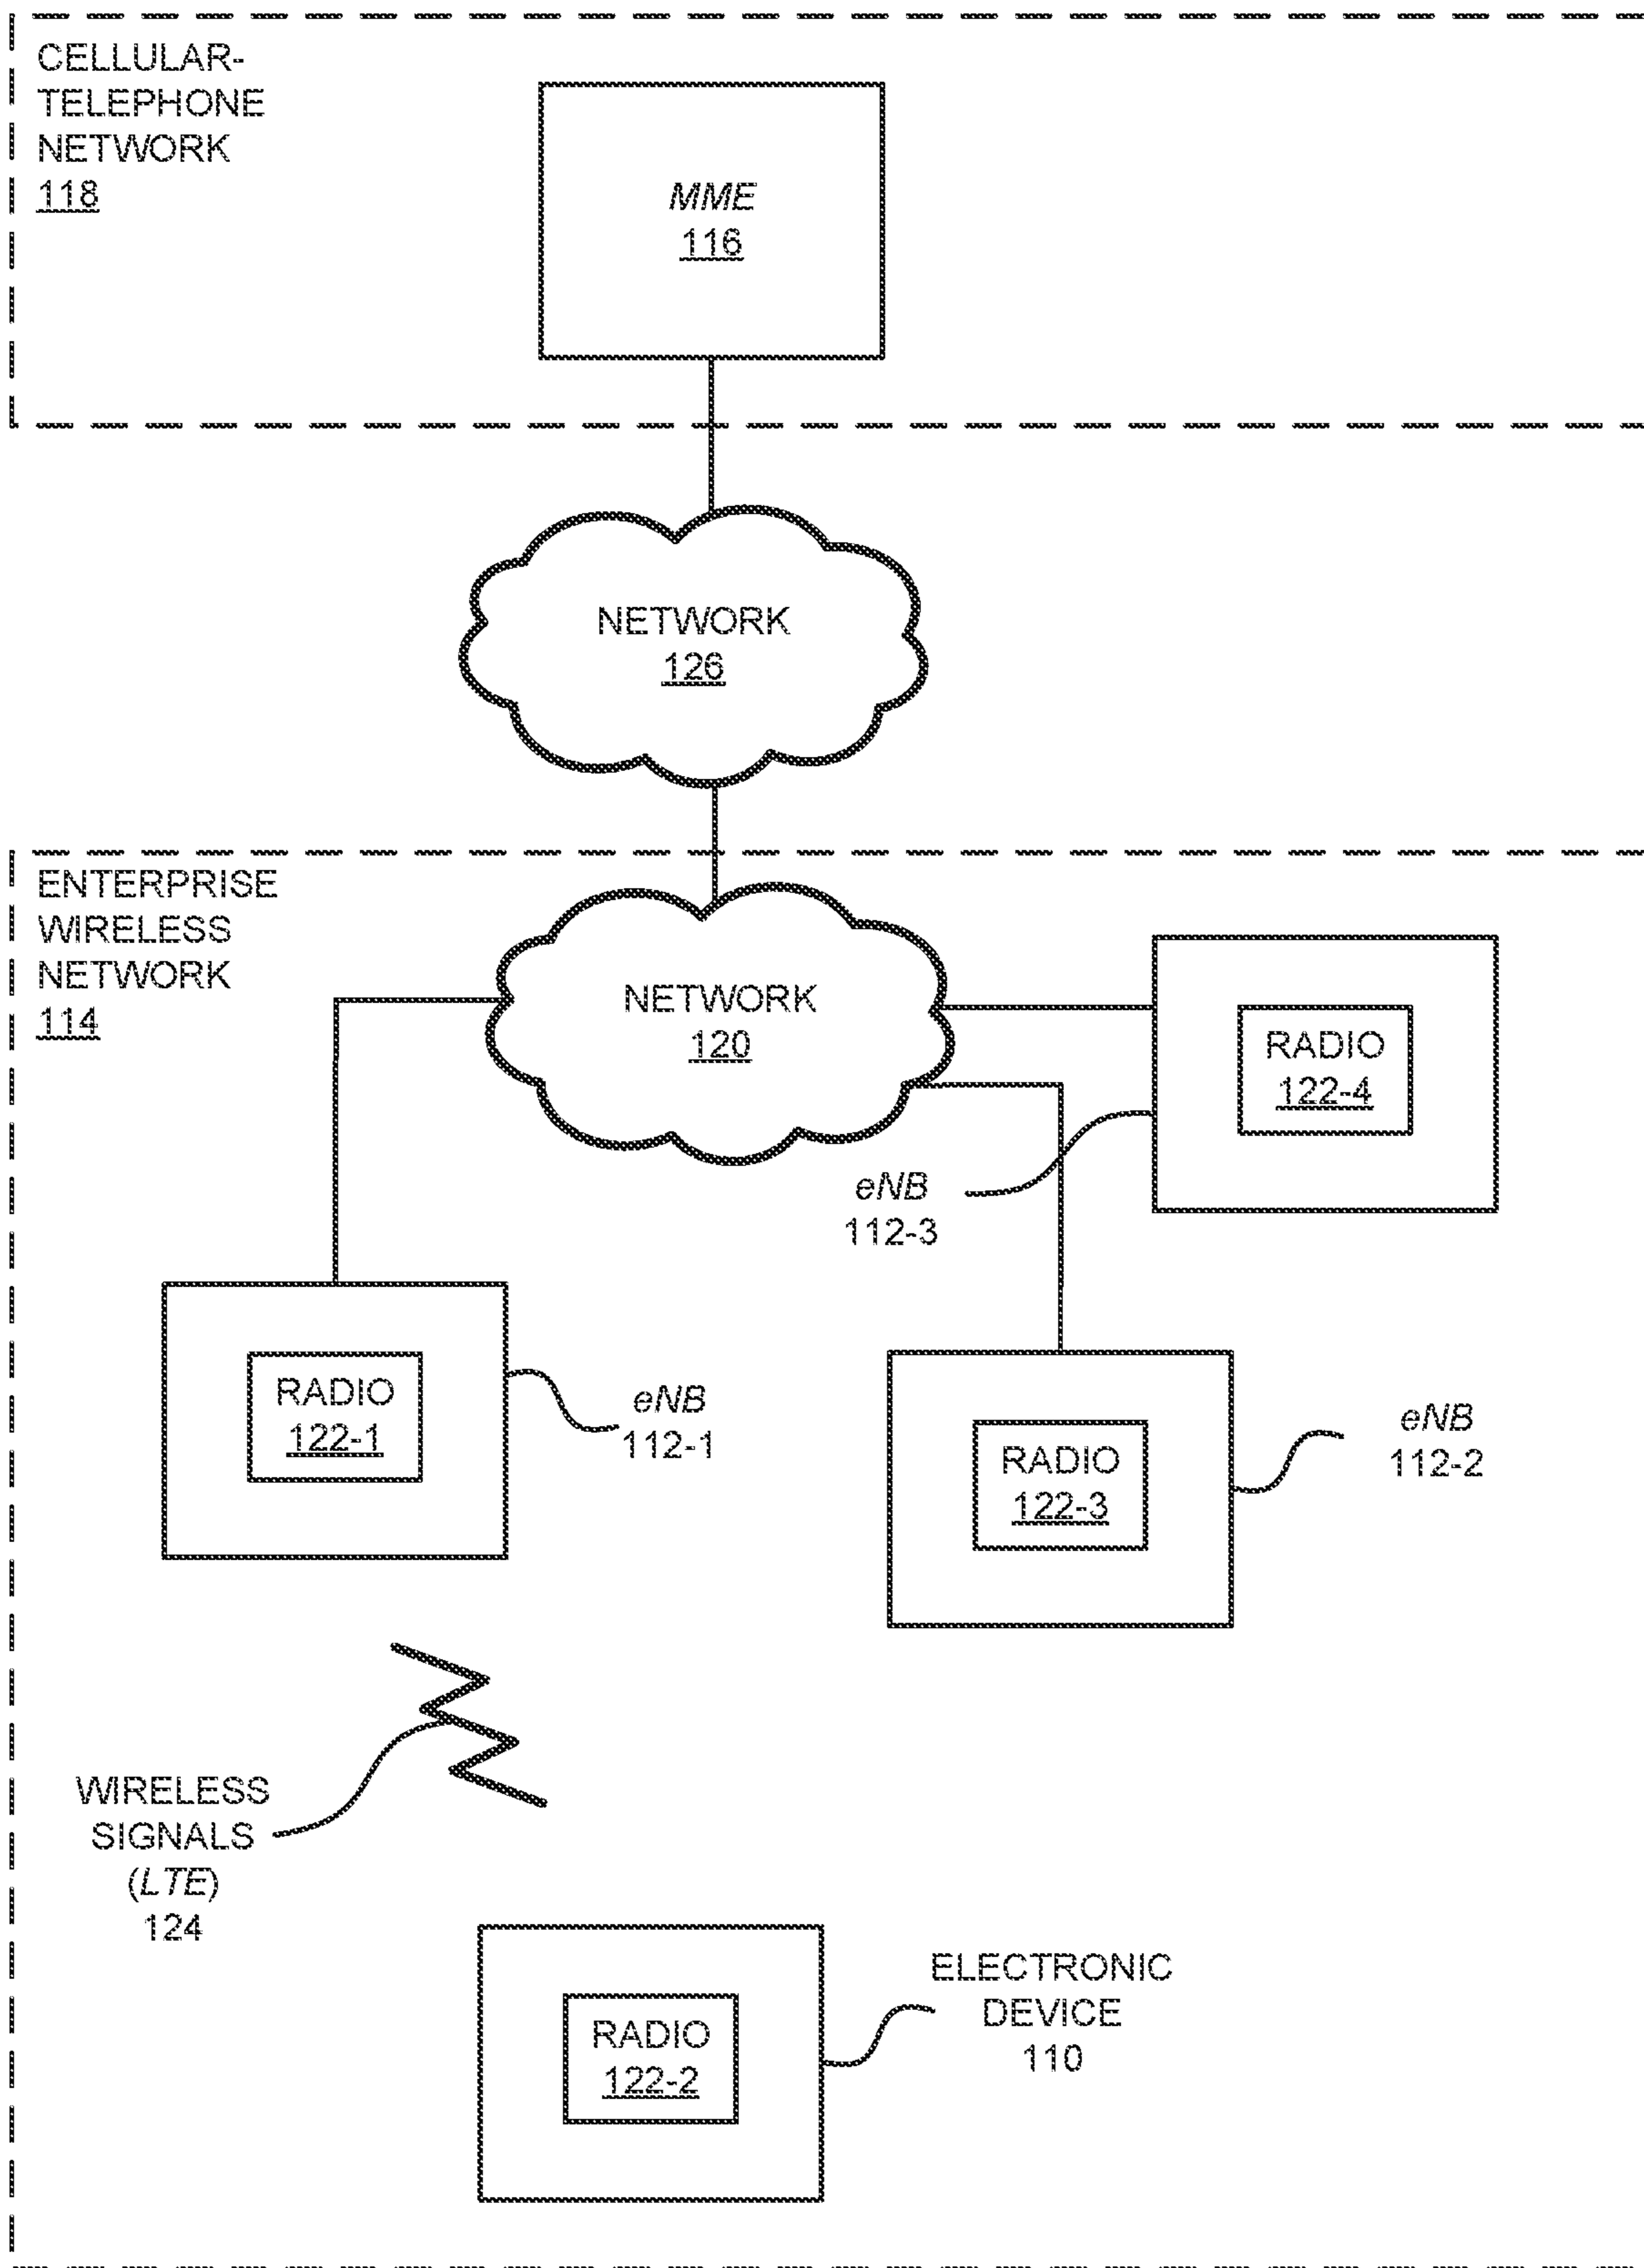 CELLULAR-
TELEPHONE
NETWORK
118
MME
116
NETWORK
126
ENTERPRISE
WIRELESS
NETWORK
114
NETWORK
120
RADIO
122-4
eNB
112-3
RADIO
122-1
eNB
112-1
RADIO
122-3
eNB
112-2
WIRELESS
SIGNALS
(LTE)
124
RADIO
122-2
ELECTRONIC
DEVICE
110